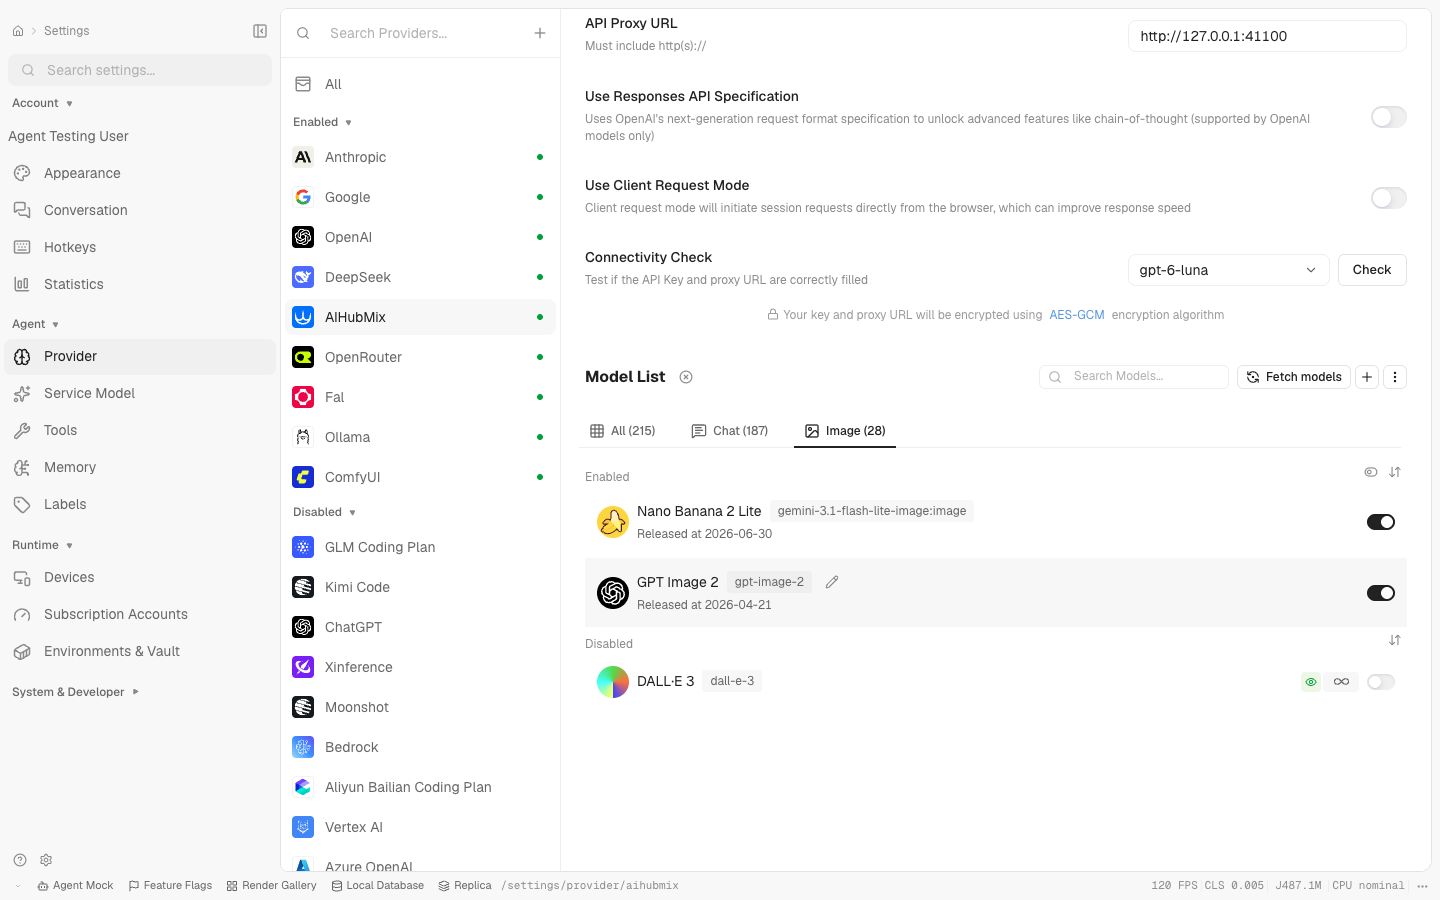 Settings
Search settings...
Account
Agent Testing User
Appearance
Conversation
Hotkeys
Statistics
Agent
Provider
Service Model
Tools
Memory
Labels
Runtime
Devices
Subscription Accounts
Environments & Vault
System & Developer
Search Providers...
All
Enabled
Anthropic
Google
OpenAI
DeepSeek
AIHubMix
OpenRouter
Fal
Ollama
ComfyUI
Disabled
GLM Coding Plan
Kimi Code
ChatGPT
Xinference
Moonshot
Bedrock
Aliyun Bailian Coding Plan
Vertex AI
Azure OpenAI
API Proxy URL
Must include http(s)://
http://127.0.0.1:41100
Use Responses API Specification
Uses OpenAI's next-generation request format specification to unlock advanced features like chain-of-thought (supported by OpenAI
models only)
Use Client Request Mode
Client request mode will initiate session requests directly from the browser, which can improve response speed
Connectivity Check
Test if the API Key and proxy URL are correctly filled
gpt-6-luna
Check
Your key and proxy URL will be encrypted using AES-GCM encryption algorithm
Model List
Search Models...
Fetch models
All (215)
Chat (187)
Image (28)
Enabled
Nano Banana 2 Lite gemini-3.1-flash-lite-image:image
Released at 2026-06-30
GPT Image 2 gpt-image-2
Released at 2026-04-21
Disabled
DALL·E 3 dall-e-3
Agent Mock
Feature Flags
Render Gallery
Local Database
Replica
/settings/provider/aihubmix
120 FPS CLS 0.005 J487.1M CPU nominal